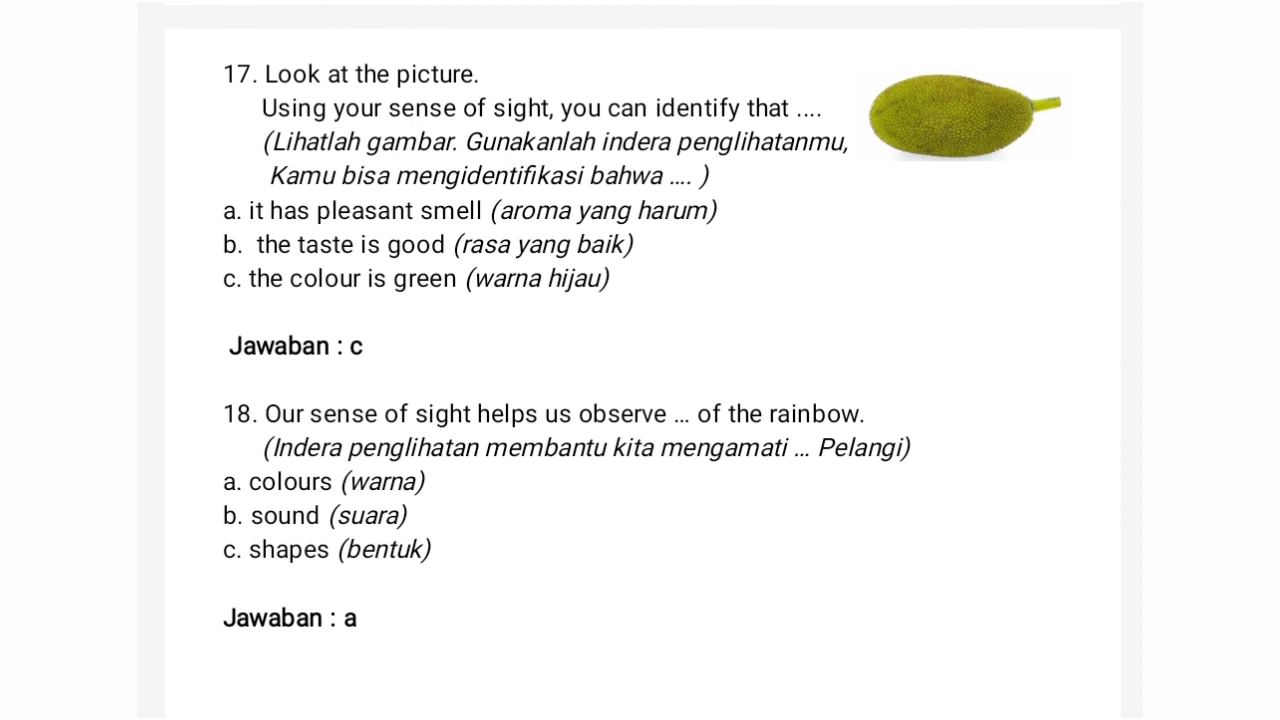 17. Look at the picture.
Using your sense of sight, you can identify that ....
(Lihatlah gambar. Gunakanlah indera penglihatanmu,
Kamu bisa mengidentifikasi bahwa .... )
a. it has pleasant smell (aroma yang harum)
b. the taste is good (rasa yang baik)
c. the colour is green (warna hijau)
Jawaban : c
18. Our sense of sight helps us observe ... of the rainbow.
(Indera penglihatan membantu kita mengamati ... Pelangi)
a. colours (warna)
b. sound (suara)
c. shapes (bentuk)
Jawaban : a